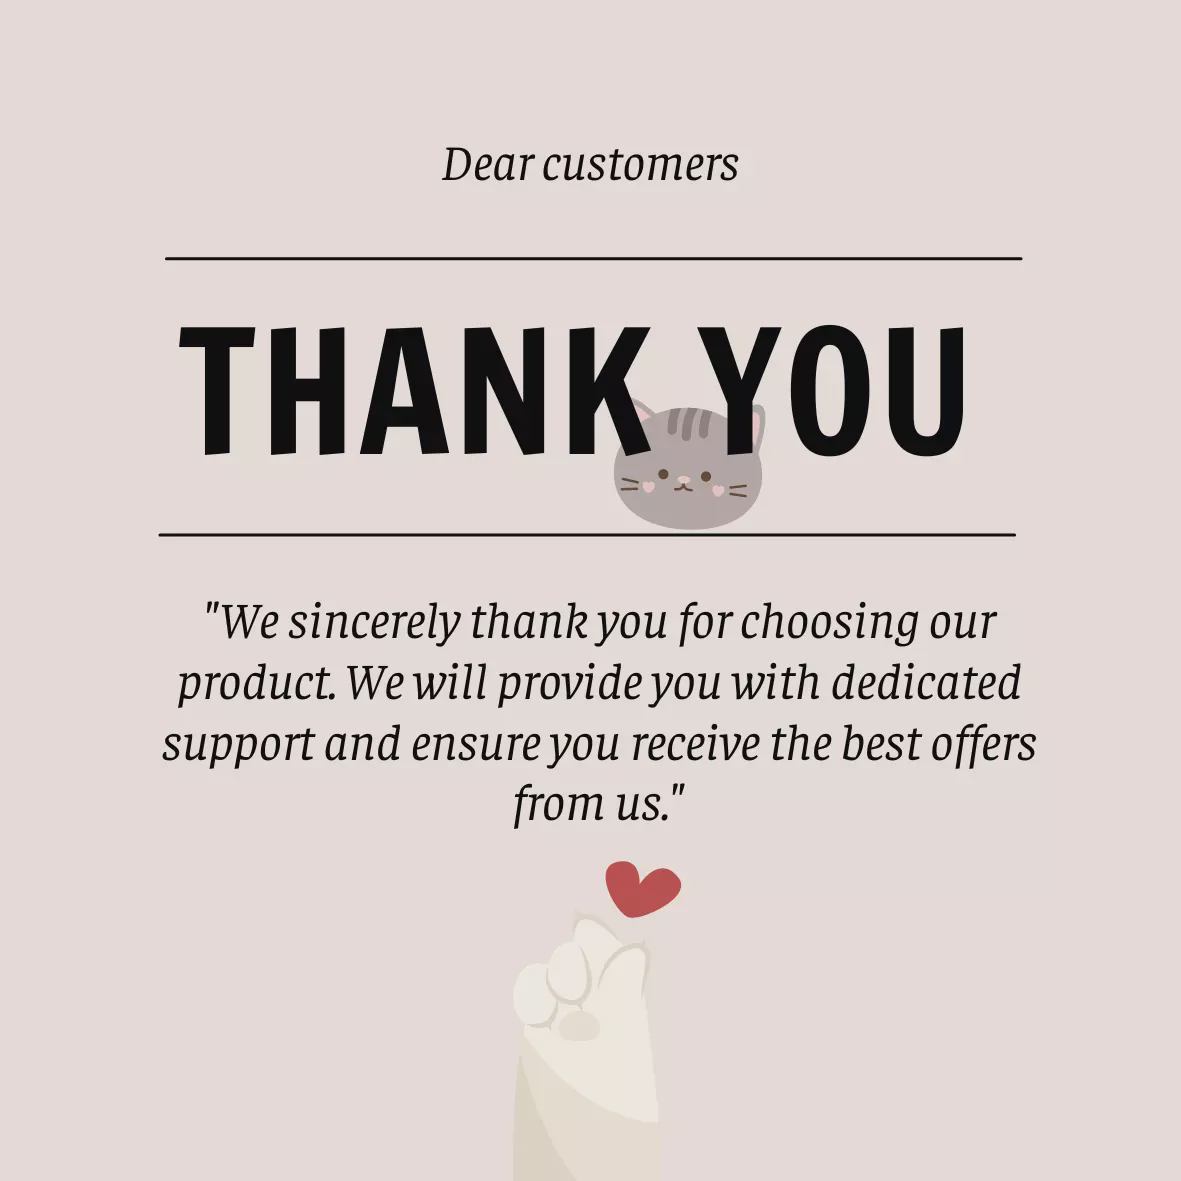 Dear customers
THANK YOU
"We sincerely thank you for choosing our
product. We will provide you with dedicated
support and ensure you receive the best offers
from us."